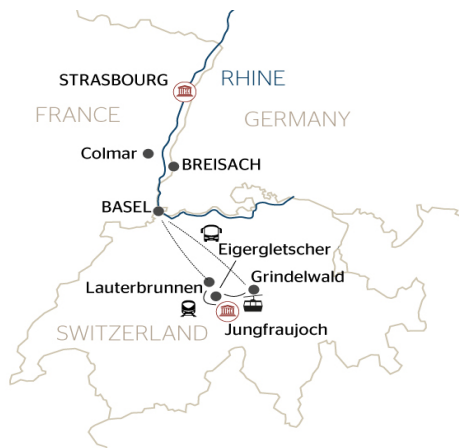 STRASBOURG
RHINE
FRANCE
GERMANY
Colmar
BREISACH
BASEL
Eigergletscher
Lauterbrunnen
Grindelwald
SWITZERLAND
Jungfraujoch